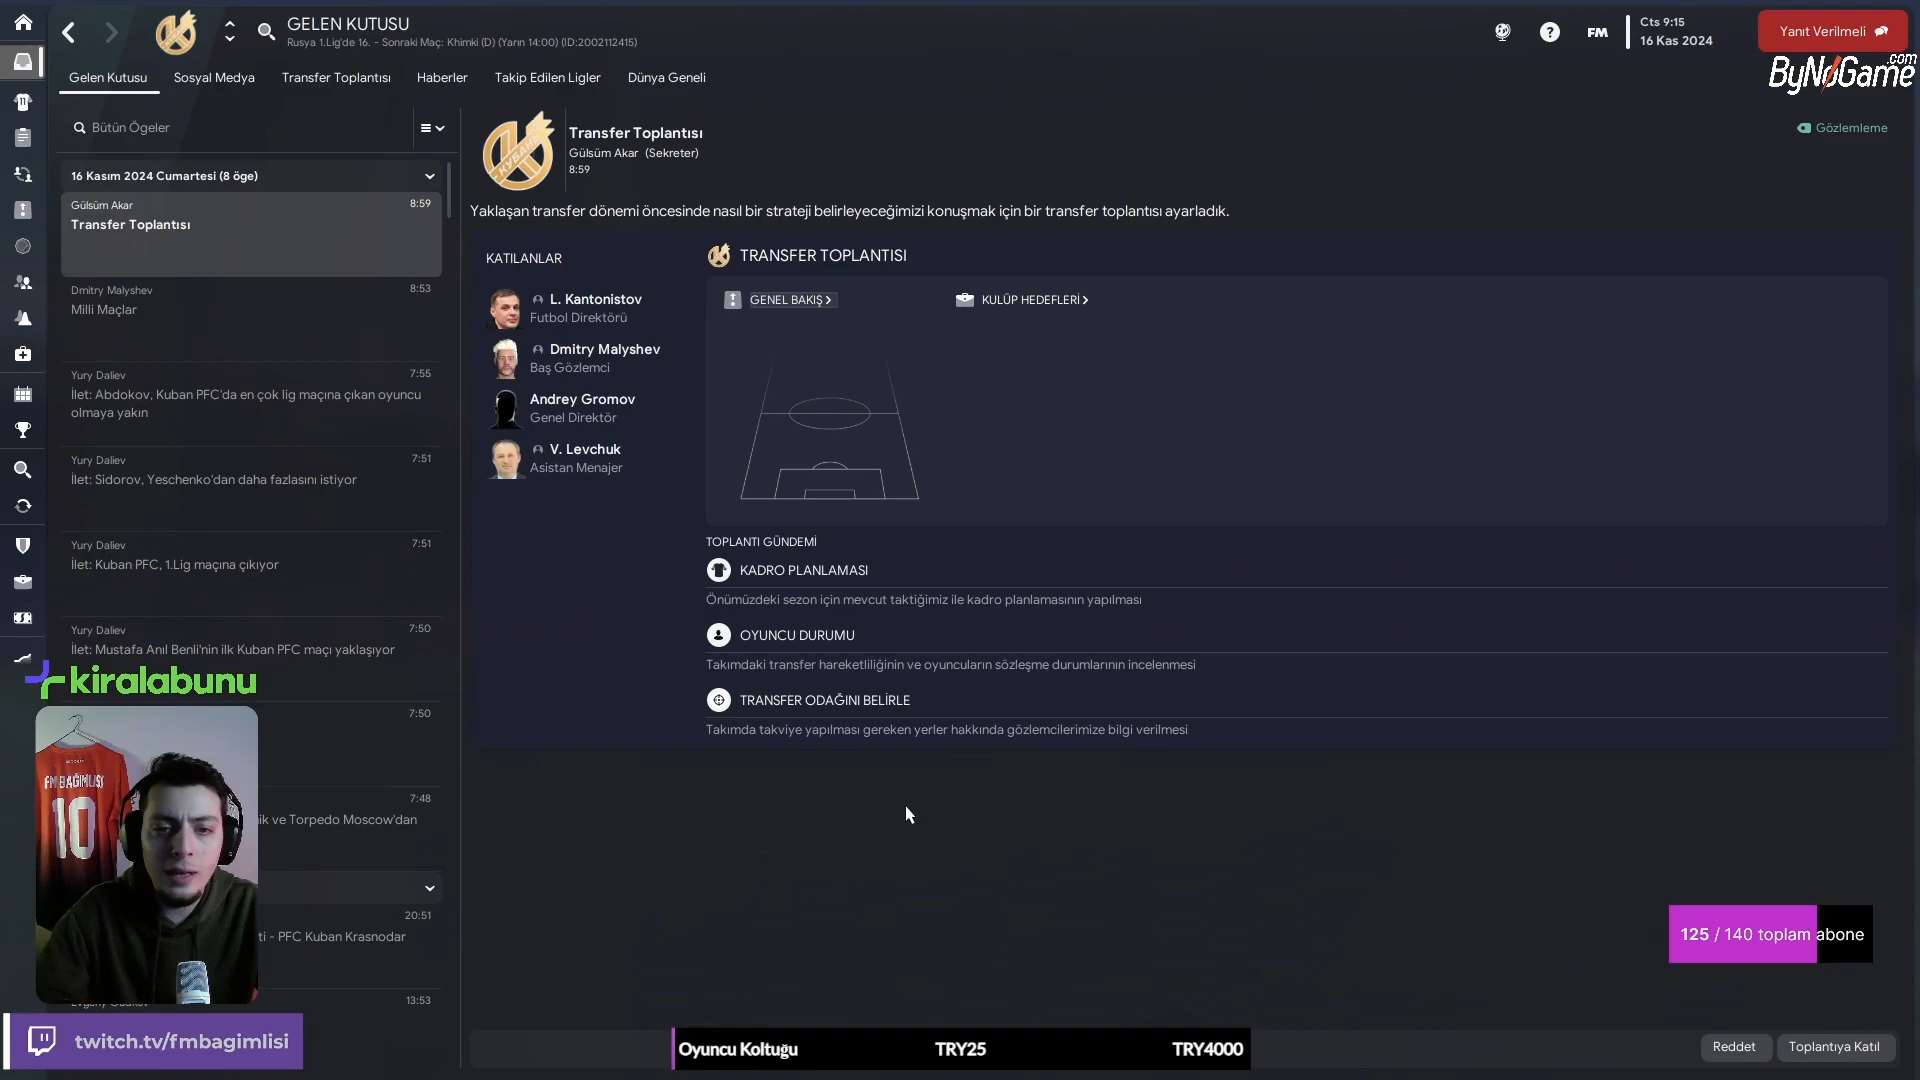 GELEN KUTUSU
Rusya 1.Lig'de 16. - Sonraki Maç: Khimki (D) (Yarın 14:00) (ID:2002112415)
FM
Cts 9:15
16 Kas 2024
Yanıt Verilmeli
ByNoGame.com
Gelen Kutusu
Sosyal Medya
Transfer Toplantısı
Haberler
Takip Edilen Ligler
Dünya Geneli
Bütün Ögeler
16 Kasım 2024 Cumartesi (8 öge)
Gülsüm Akar 8:59
Transfer Toplantısı
Dmitry Malyshev 8:53
Milli Maçlar
Yury Daliev 7:55
İlet: Abdokov, Kuban PFC'da en çok lig maçına çıkan oyuncu
olmaya yakın
Yury Daliev 7:51
İlet: Sidorov, Yeschenko'dan daha fazlasını istiyor
Yury Daliev 7:51
İlet: Kuban PFC, 1.Lig maçına çıkıyor
Yury Daliev 7:50
İlet: Mustafa Anıl Benli'nin ilk Kuban PFC maçı yaklaşıyor
kiralabunu
7:50
7:48
ik ve Torpedo Moscow'dan
20:51
ti - PFC Kuban Krasnodar
13:53
FM BAĞIMLISI
10
twitch.tv/fmbagimlisi
КУБАНЬ
Transfer Toplantısı
Gülsüm Akar (Sekreter)
8:59
Gözlemleme
Yaklaşan transfer dönemi öncesinde nasıl bir strateji belirleyeceğimizi konuşmak için bir transfer toplantısı ayarladık.
KATILANLAR
L. Kantonistov
Futbol Direktörü
Dmitry Malyshev
Baş Gözlemci
Andrey Gromov
Genel Direktör
V. Levchuk
Asistan Menajer
TRANSFER TOPLANTISI
GENEL BAKIŞ
KULÜP HEDEFLERİ
TOPLANTI GÜNDEMİ
KADRO PLANLAMASI
Önümüzdeki sezon için mevcut taktiğimiz ile kadro planlamasının yapılması
OYUNCU DURUMU
Takımdaki transfer hareketliliğinin ve oyuncuların sözleşme durumlarının incelenmesi
TRANSFER ODAĞINI BELİRLE
Takımda takviye yapılması gereken yerler hakkında gözlemcilerimize bilgi verilmesi
125 / 140 toplam abone
Oyuncu Koltuğu TRY25 TRY4000
Reddet
Toplantıya Katıl